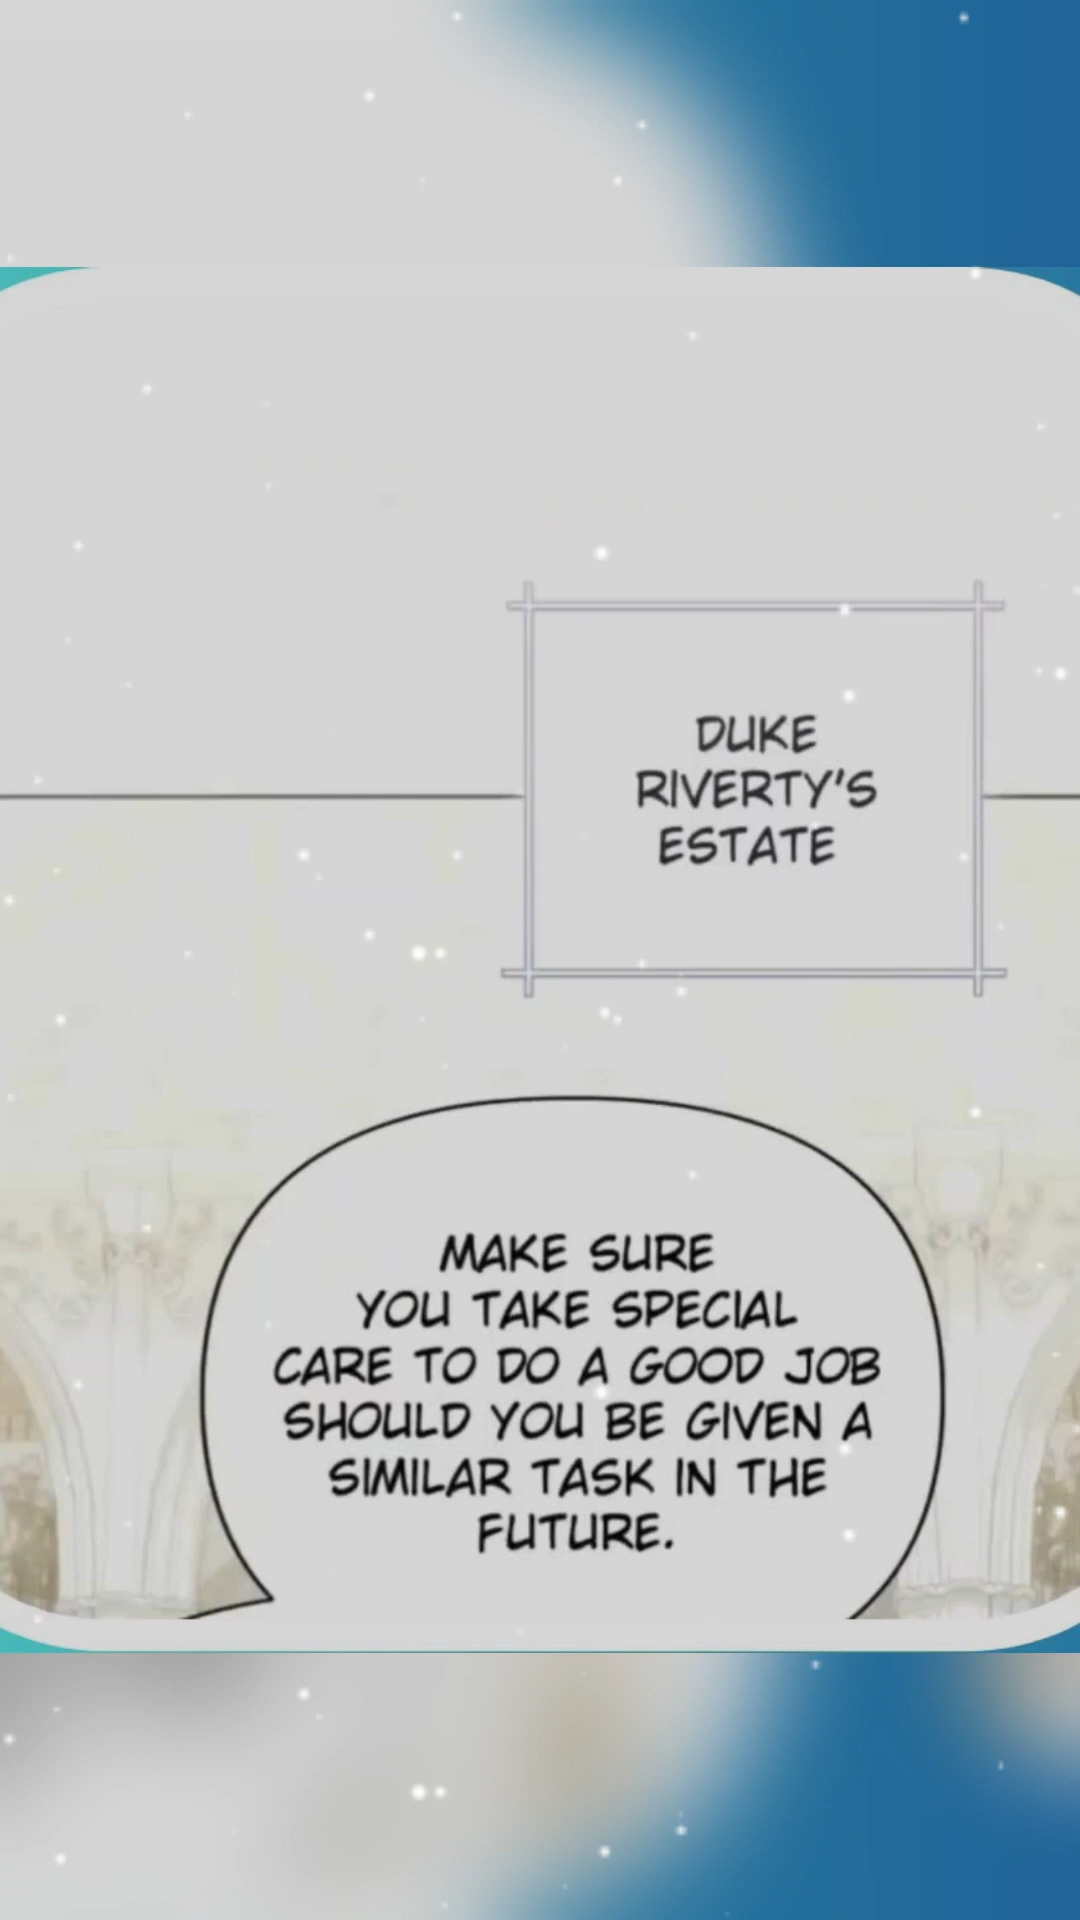 DUKE
RIVERTY'S
ESTATE
MAKE SURE
YOU TAKE SPECIAL
CARE TO DO A GOOD JOB
SHOULD YOU BE GIVEN A
SIMILAR TASK IN THE
FUTURE.